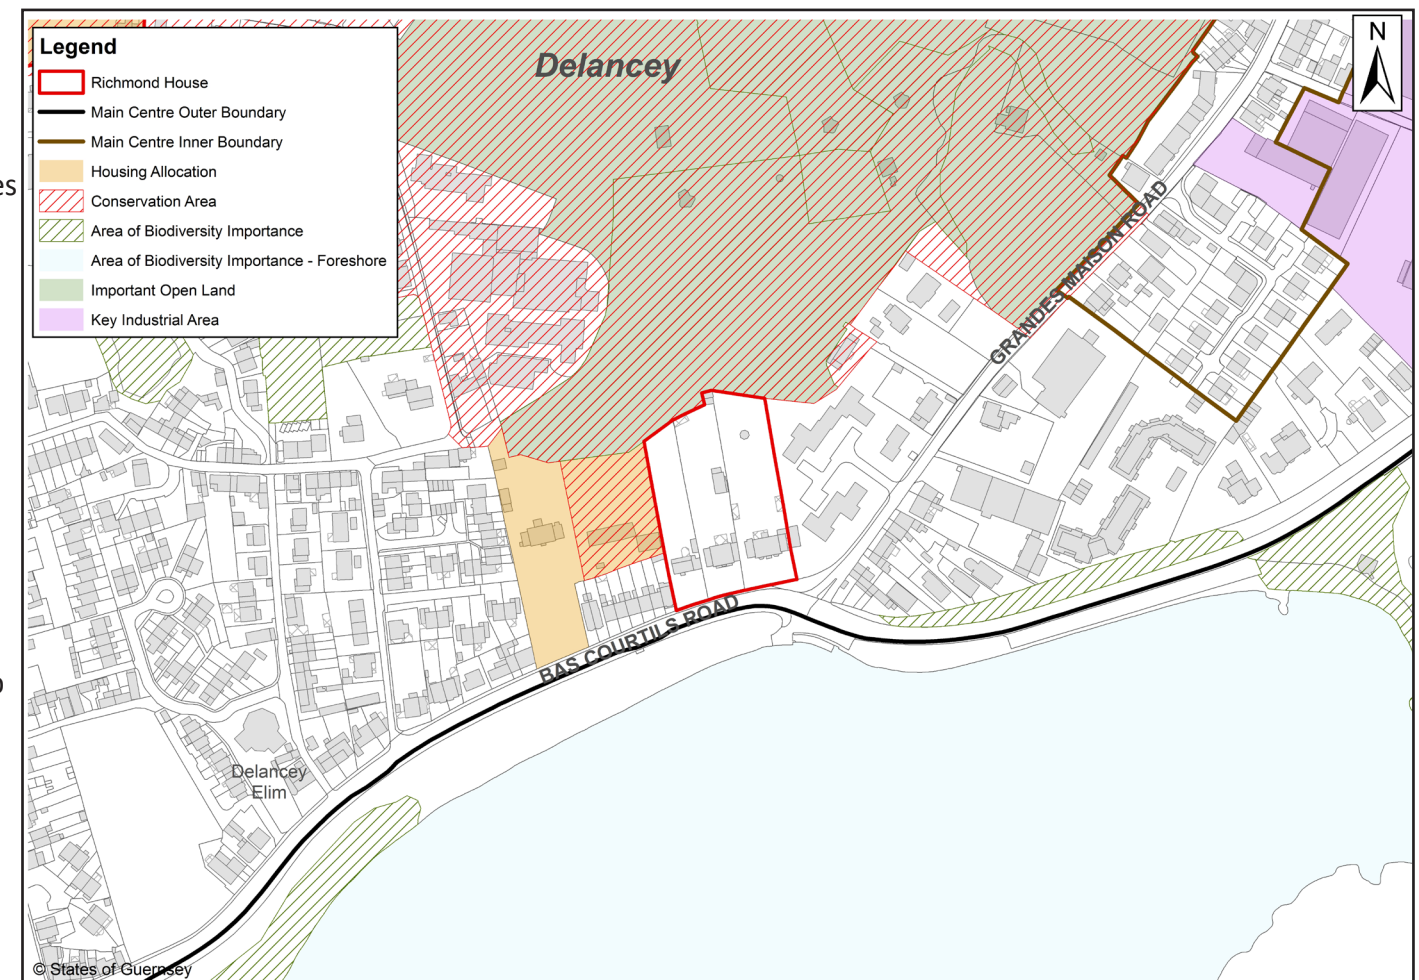 Legend
Richmond House
Main Centre Outer Boundary
Main Centre Inner Boundary
Housing Allocation
Conservation Area
Area of Biodiversity Importance
Area of Biodiversity Importance - Foreshore
Important Open Land
Key Industrial Area
Delancey
N
es
GRANDES MAISON ROAD
BAS COURTILS ROAD
Delancey
Elim
© States of Guernsey